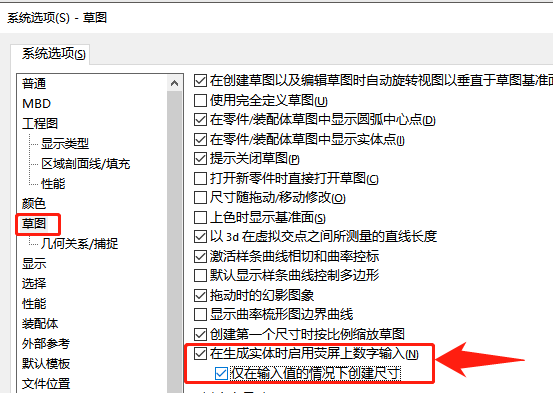 系统选项(S) - 草图
系统选项(S)
普通
MBD
工程图
显示类型
区域剖面线/填充
性能
颜色
草图
几何关系/捕捉
显示
选择
性能
装配体
外部参考
默认模板
文件位置
在创建草图以及编辑草图时自动旋转视图以垂直于草图基准面
使用完全定义草图(U)
在零件/装配体草图中显示圆弧中心点(D)
在零件/装配体草图中显示实体点(I)
提示关闭草图(P)
打开新零件时直接打开草图(C)
尺寸随拖动/移动修改(O)
上色时显示基准面(S)
以 3d 在虚拟交点之间所测量的直线长度
激活样条曲线相切和曲率控标
默认显示样条曲线控制多边形
拖动时的幻影图象
显示曲率梳形图边界曲线
创建第一个尺寸时按比例缩放草图
在生成实体时启用荧屏上数字输入(N)
仅在输入值的情况下创建尺寸